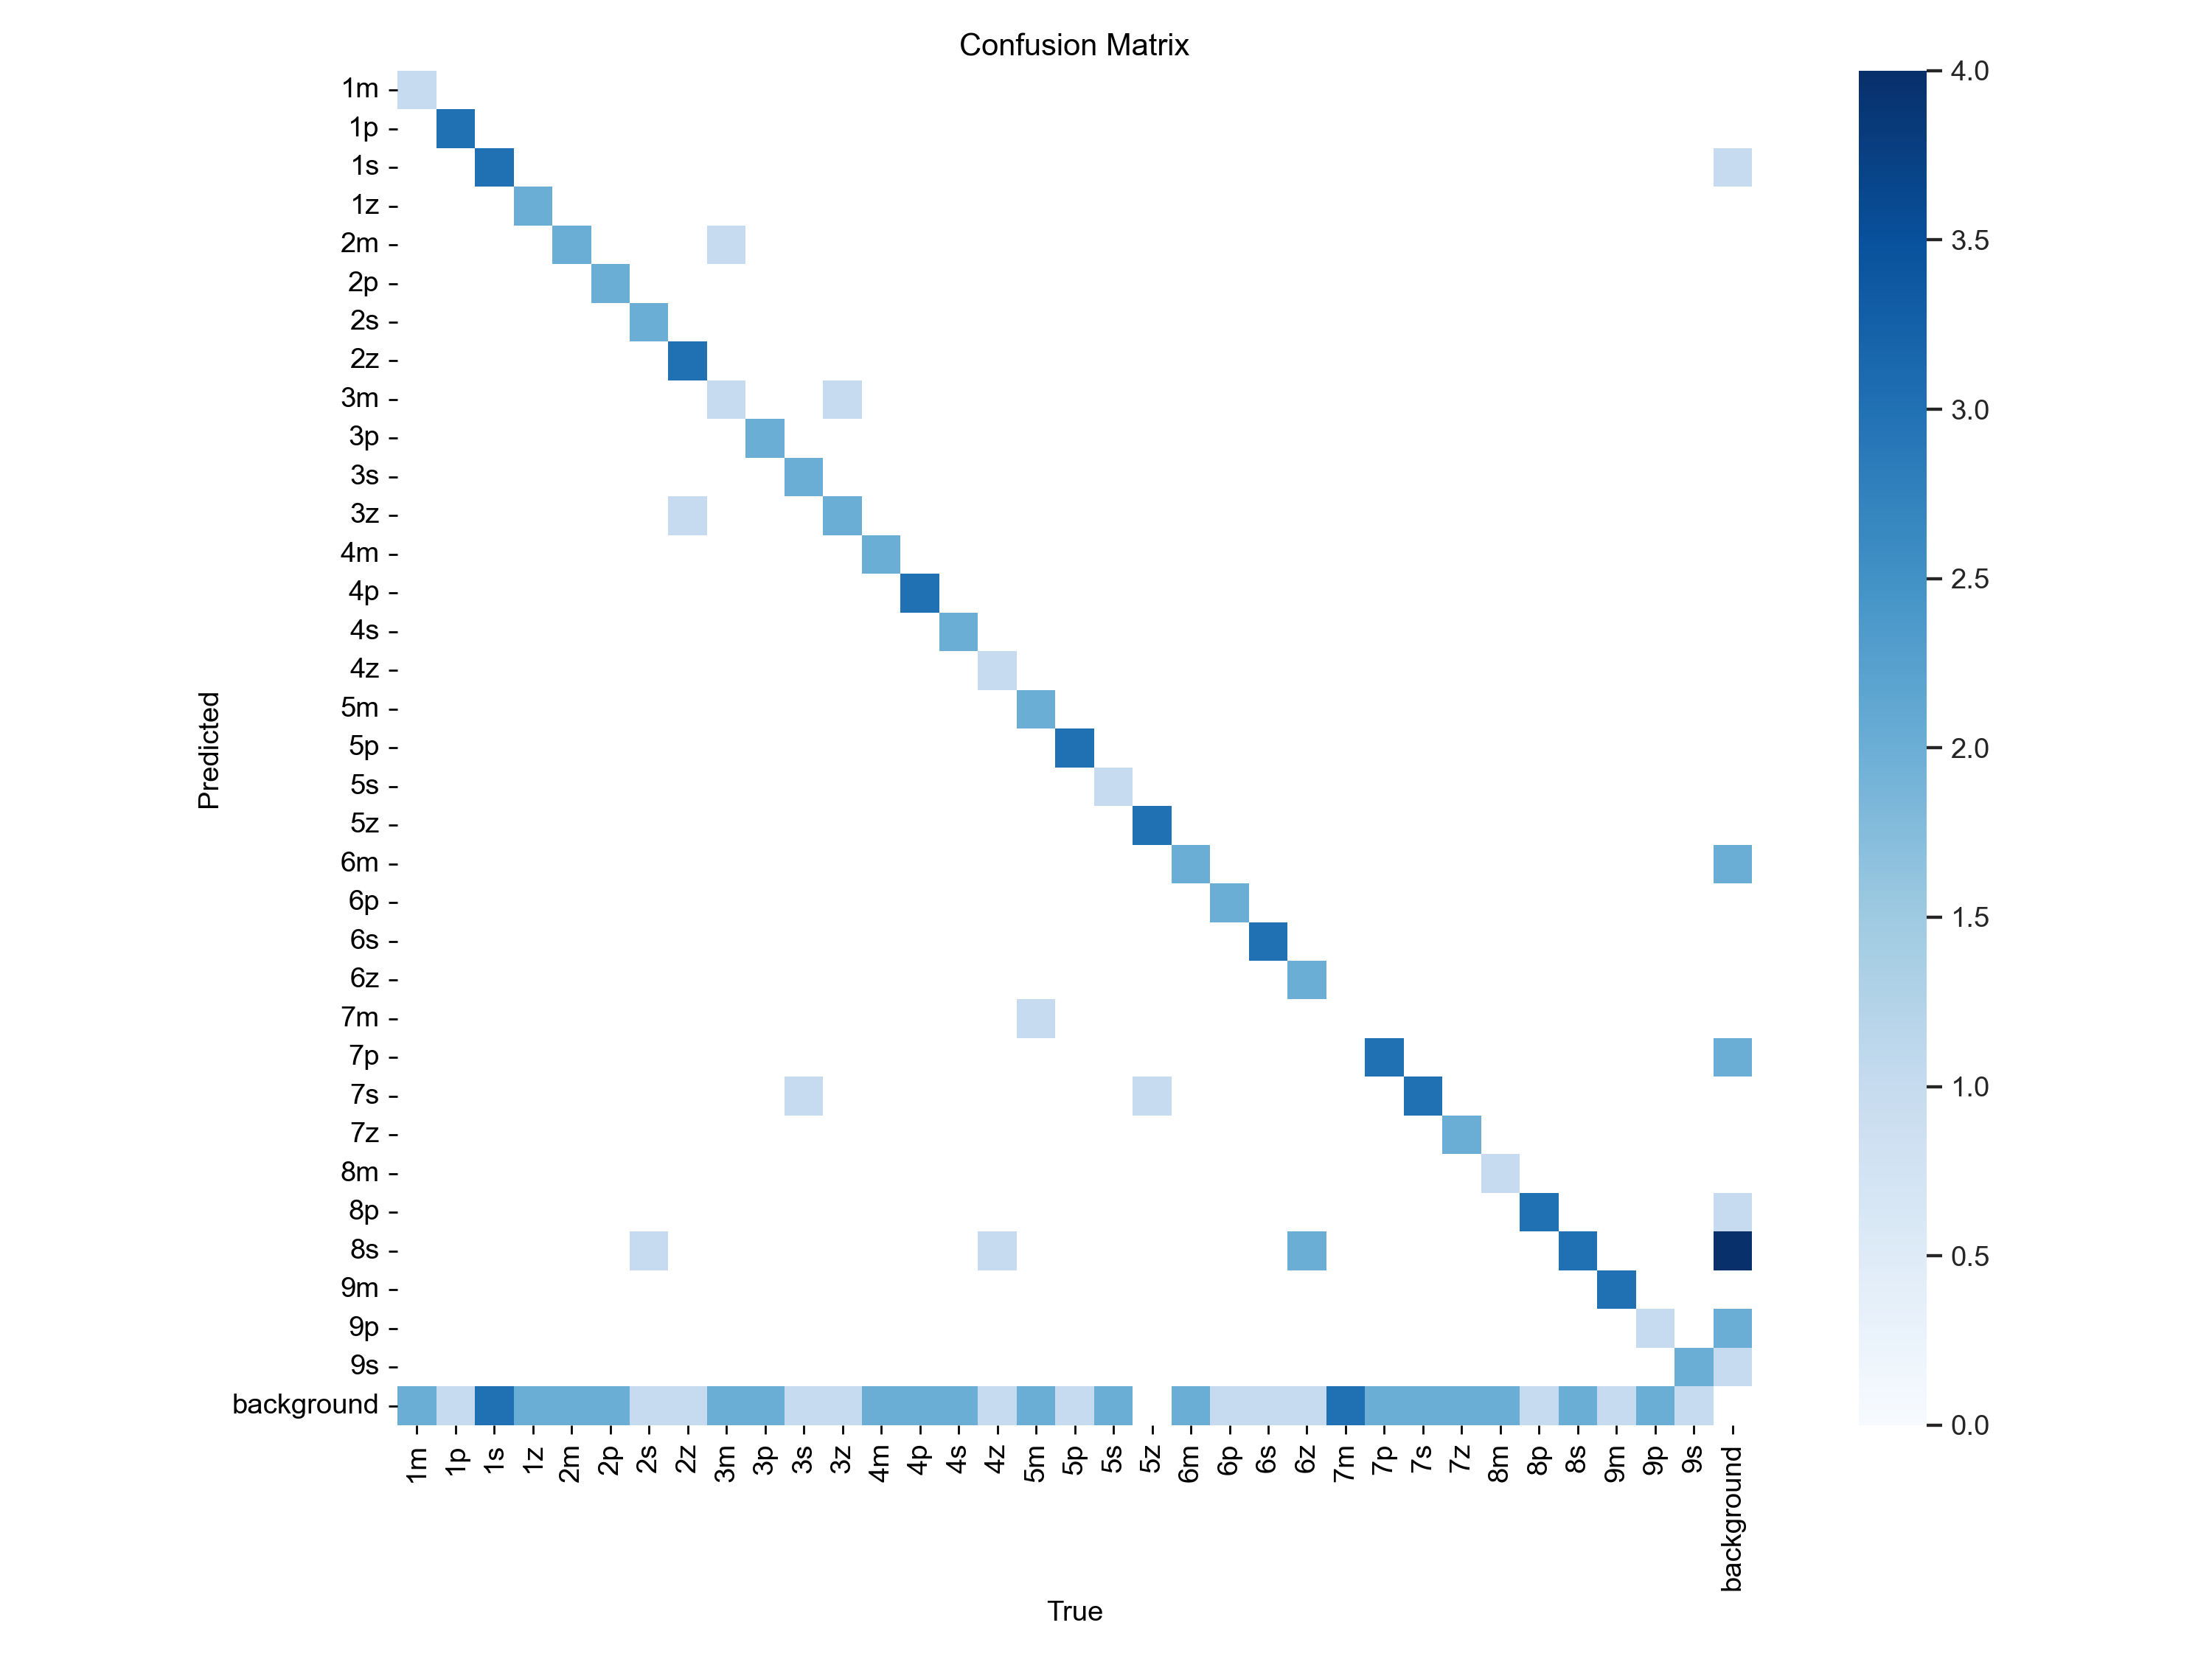 Confusion Matrix
1m
1p
1s
1z
2m
2p
2s
2z
3m
3p
3s
3z
4m
4p
4s
4z
5m
5p
5s
5z
6m
6p
6s
6z
7m
7p
7s
7z
8m
8p
8s
9m
9p
9s
background
Predicted
1m 1p 1s 1z 2m 2p 2s 2z 3m 3p 3s 3z 4m 4p 4s 4z 5m 5p 5s 5z 6m 6p 6s 6z 7m 7p 7s 7z 8m 8p 8s 9m 9p 9s background
True
4.0
3.5
3.0
2.5
2.0
1.5
1.0
0.5
0.0